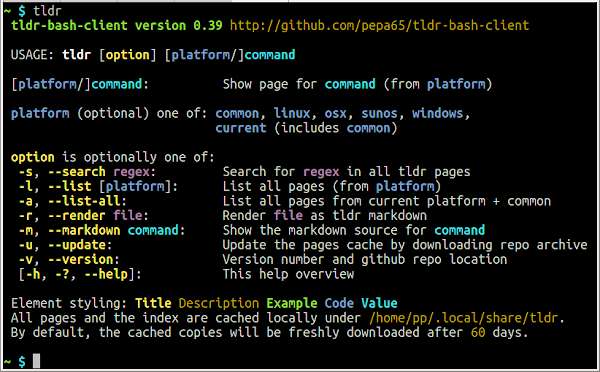 ~ $ tldr
tldr-bash-client version 0.39 http://github.com/pepa65/tldr-bash-client
USAGE: tldr [option] [platform/]command
[platform/]command: Show page for command (from platform)
platform (optional) one of: common, linux, osx, sunos, windows,
current (includes common)
option is optionally one of:
-s, --search regex: Search for regex in all tldr pages
-l, --list [platform]: List all pages (from platform)
-a, --list-all: List all pages from current platform + common
-r, --render file: Render file as tldr markdown
-m, --markdown command: Show the markdown source for command
-u, --update: Update the pages cache by downloading repo archive
-v, --version: Version number and github repo location
[-h, -?, --help]: This help overview
Element styling: Title Description Example Code Value
All pages and the index are cached locally under /home/pp/.local/share/tldr.
By default, the cached copies will be freshly downloaded after 60 days.
~ $